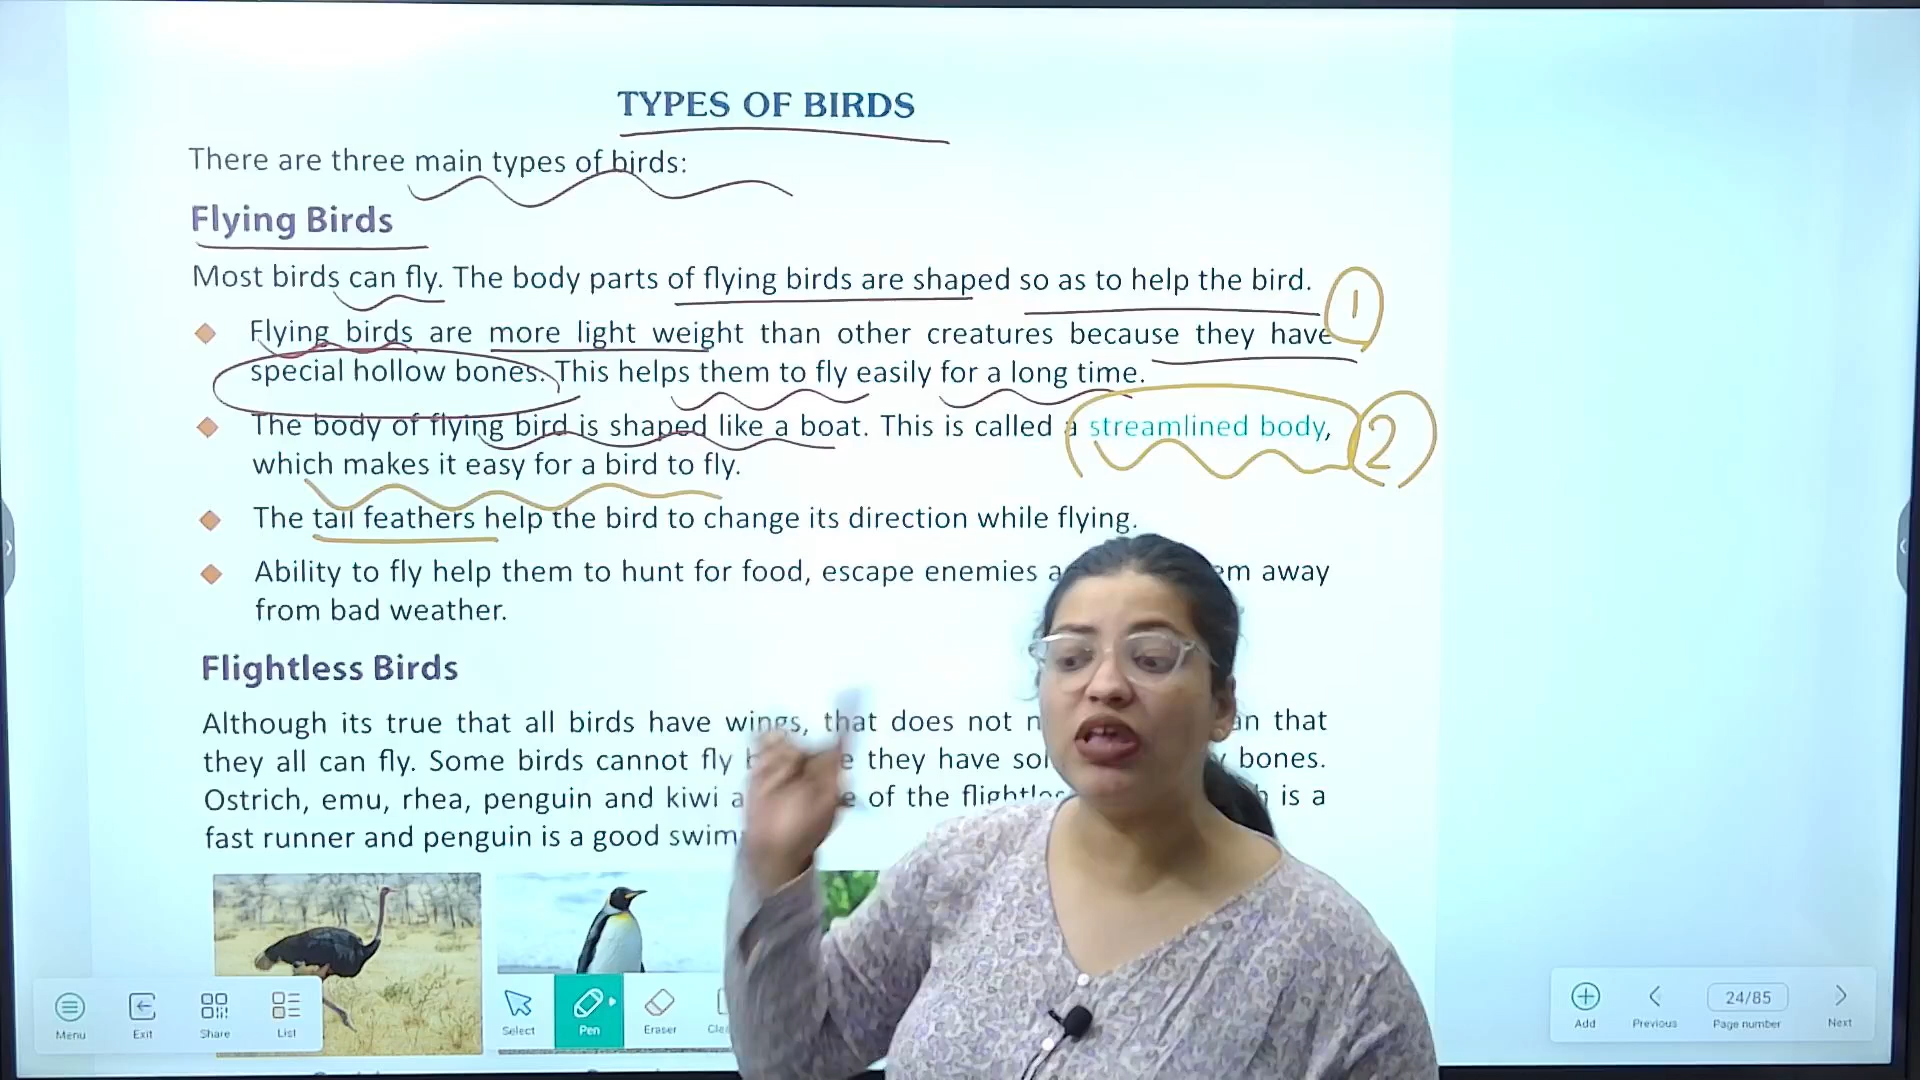 TYPES OF BIRDS
There are three main types of birds:
Flying Birds
Most birds can fly. The body parts of flying birds are shaped so as to help the bird.
1
Flying birds are more light weight than other creatures because they have
special hollow bones. This helps them to fly easily for a long time.
The body of flying bird is shaped like a boat. This is called a streamlined body,
2
which makes it easy for a bird to fly.
The tail feathers help the bird to change its direction while flying.
Ability to fly help them to hunt for food, escape enemies away
from bad weather.
Flightless Birds
Although its true that all birds have wings, that does not that
they all can fly. Some birds cannot fly they have bones.
Ostrich, emu, rhea, penguin and kiwi of the is a
fast runner and penguin is a good
Menu
Exit
Share
List
Select
Pen
Eraser
Add
Previous
24/85
Page number
Next